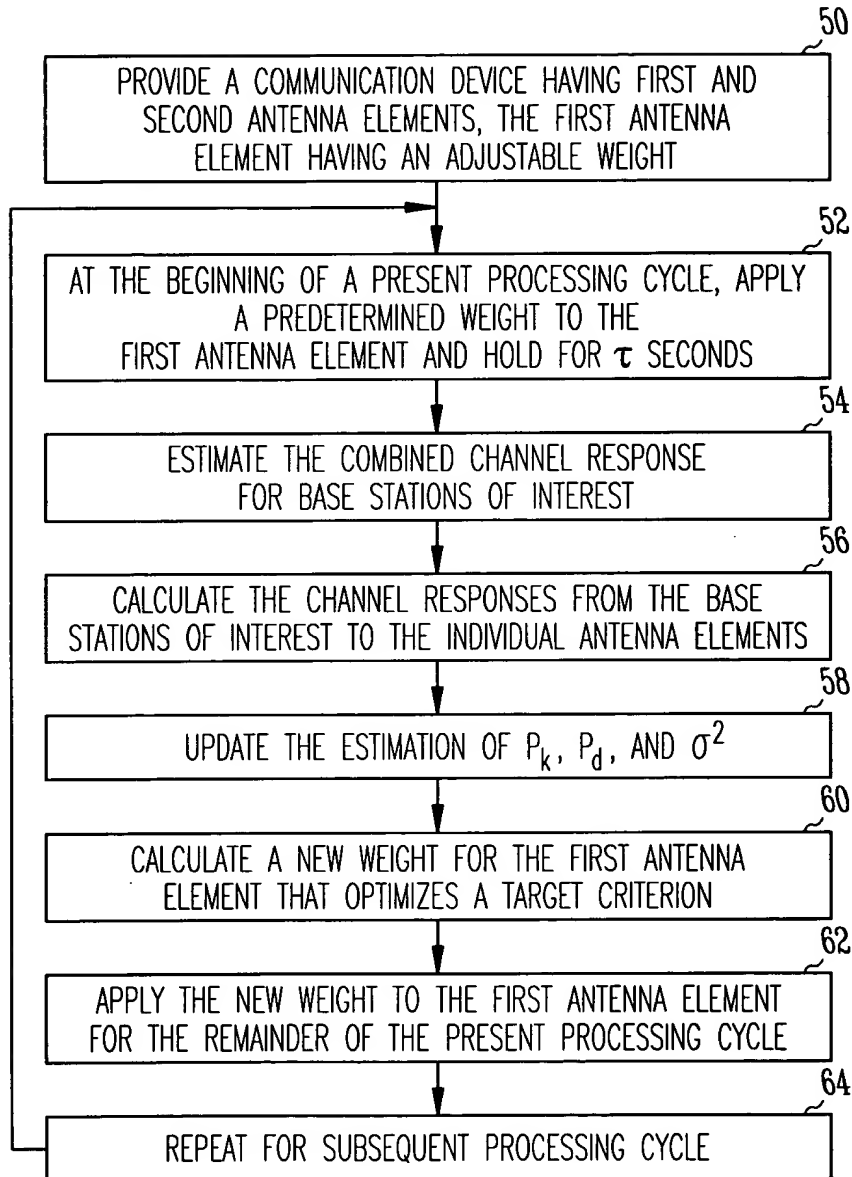 50
PROVIDE A COMMUNICATION DEVICE HAVING FIRST AND
SECOND ANTENNA ELEMENTS, THE FIRST ANTENNA
ELEMENT HAVING AN ADJUSTABLE WEIGHT
52
AT THE BEGINNING OF A PRESENT PROCESSING CYCLE, APPLY
A PREDETERMINED WEIGHT TO THE
FIRST ANTENNA ELEMENT AND HOLD FOR τ SECONDS
54
ESTIMATE THE COMBINED CHANNEL RESPONSE
FOR BASE STATIONS OF INTEREST
56
CALCULATE THE CHANNEL RESPONSES FROM THE BASE
STATIONS OF INTEREST TO THE INDIVIDUAL ANTENNA ELEMENTS
58
UPDATE THE ESTIMATION OF P_k, P_d, AND σ²
60
CALCULATE A NEW WEIGHT FOR THE FIRST ANTENNA
ELEMENT THAT OPTIMIZES A TARGET CRITERION
62
APPLY THE NEW WEIGHT TO THE FIRST ANTENNA ELEMENT
FOR THE REMAINDER OF THE PRESENT PROCESSING CYCLE
64
REPEAT FOR SUBSEQUENT PROCESSING CYCLE